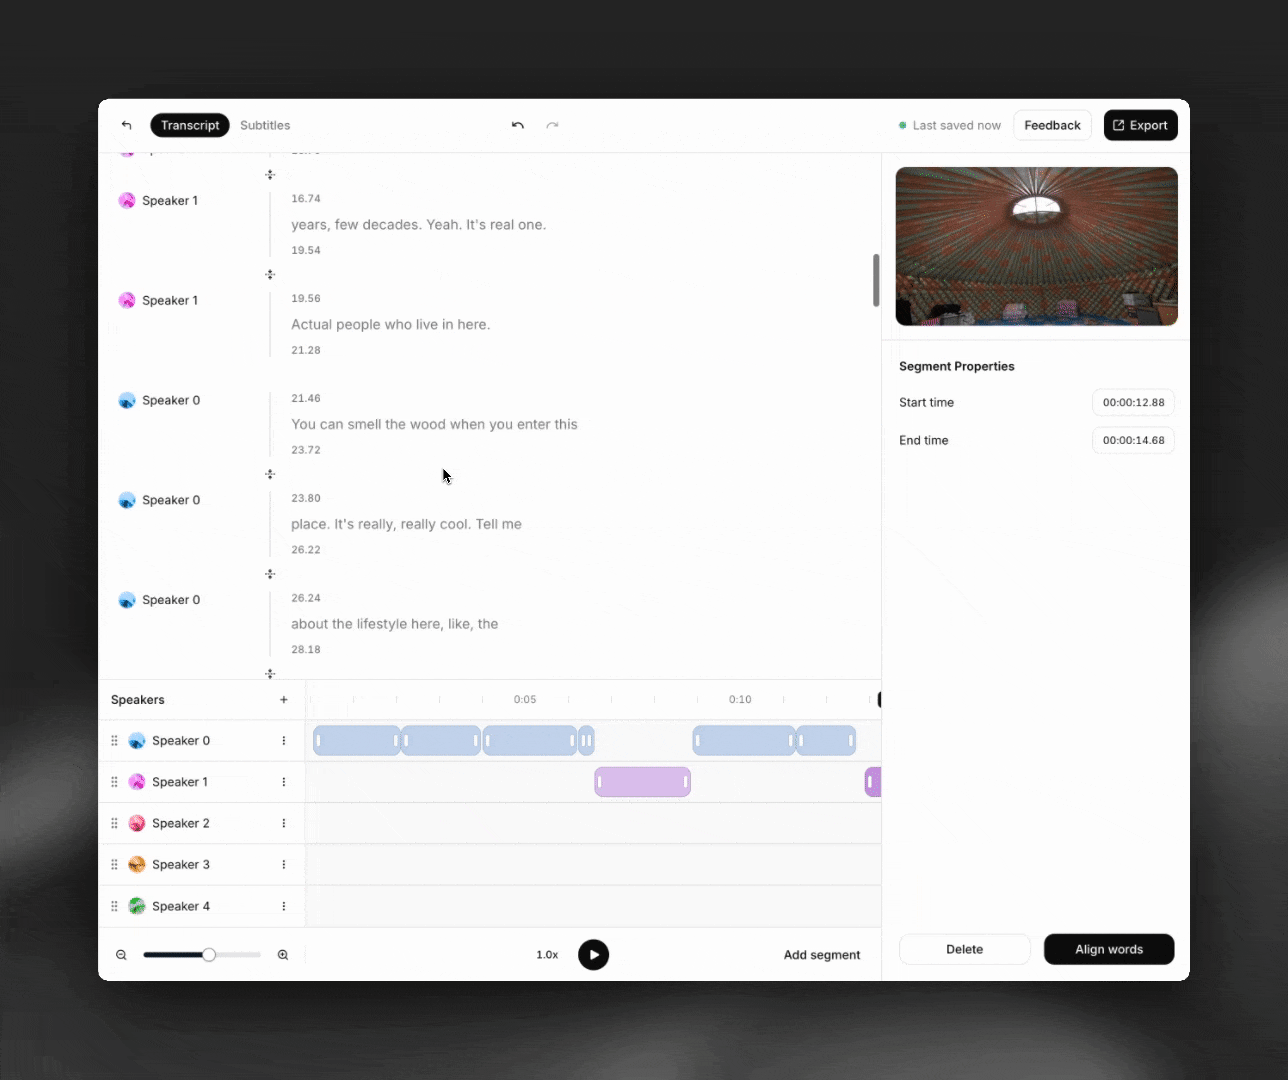 Transcript
Subtitles
Last saved now
Feedback
Export
Speaker 1
16.74
years, few decades. Yeah. It's real one.
19.54
Speaker 1
19.56
Actual people who live in here.
21.28
Speaker 0
21.46
You can smell the wood when you enter this
23.72
Speaker 0
23.80
place. It's really, really cool. Tell me
26.22
Speaker 0
26.24
about the lifestyle here, like, the
28.18
Segment Properties
Start time
00:00:12.88
End time
00:00:14.68
Speakers
0:05
0:10
Speaker 0
Speaker 1
Speaker 2
Speaker 3
Speaker 4
1.0x
Add segment
Delete
Align words